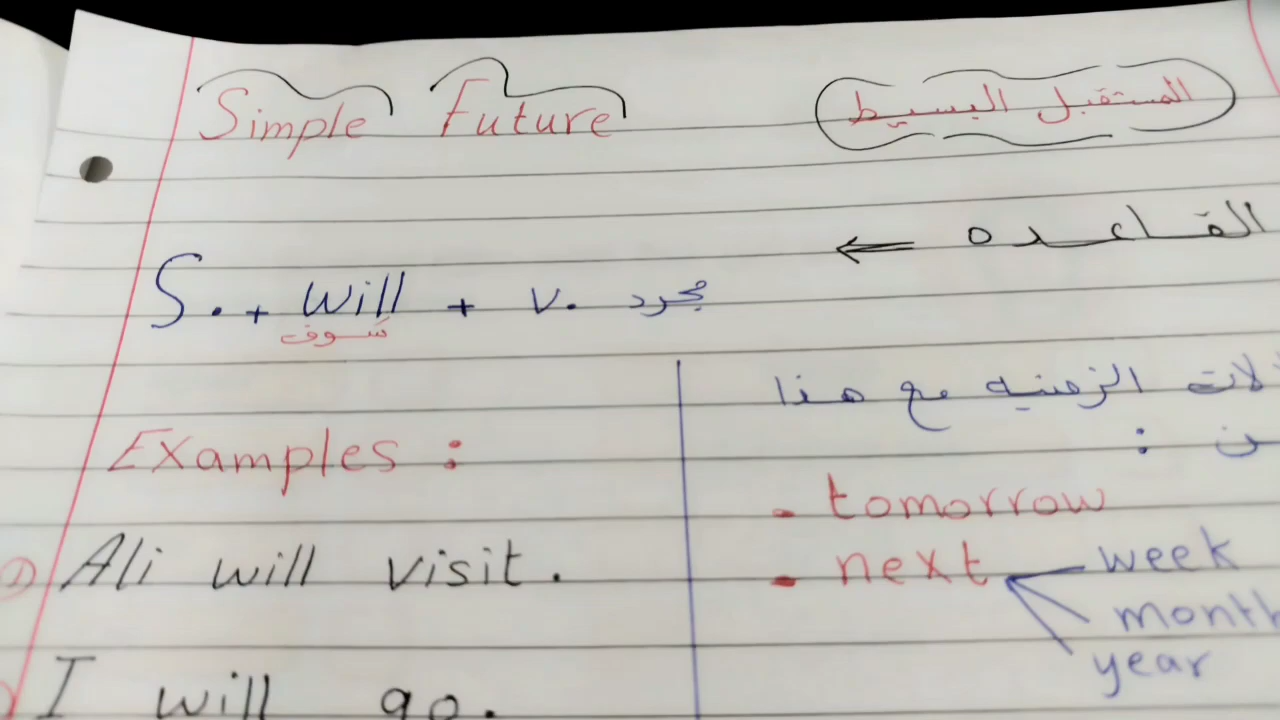 Simple Future
المستقبل البسيط
القاعده ⇐
S. + will + v. مجرد
سوف
Examples :
Ali will visit.
I will go.
الزمنيه مع هذا
:
- tomorrow
- next week
month
year